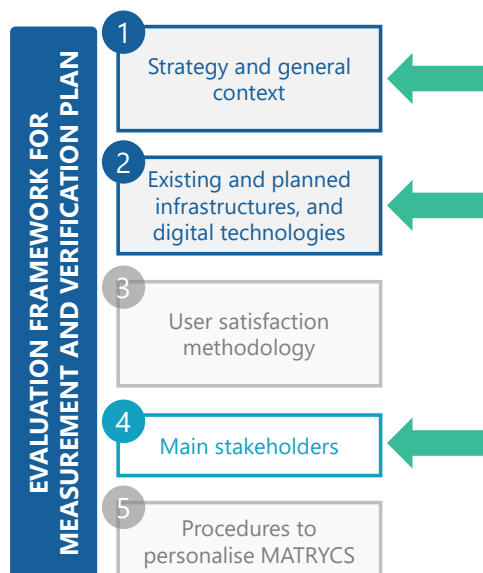 EVALUATION FRAMEWORK FOR
MEASUREMENT AND VERIFICATION PLAN
1
Strategy and general
context
2
Existing and planned
infrastructures, and
digital technologies
3
User satisfaction
methodology
4
Main stakeholders
5
Procedures to
personalise MATRYCS